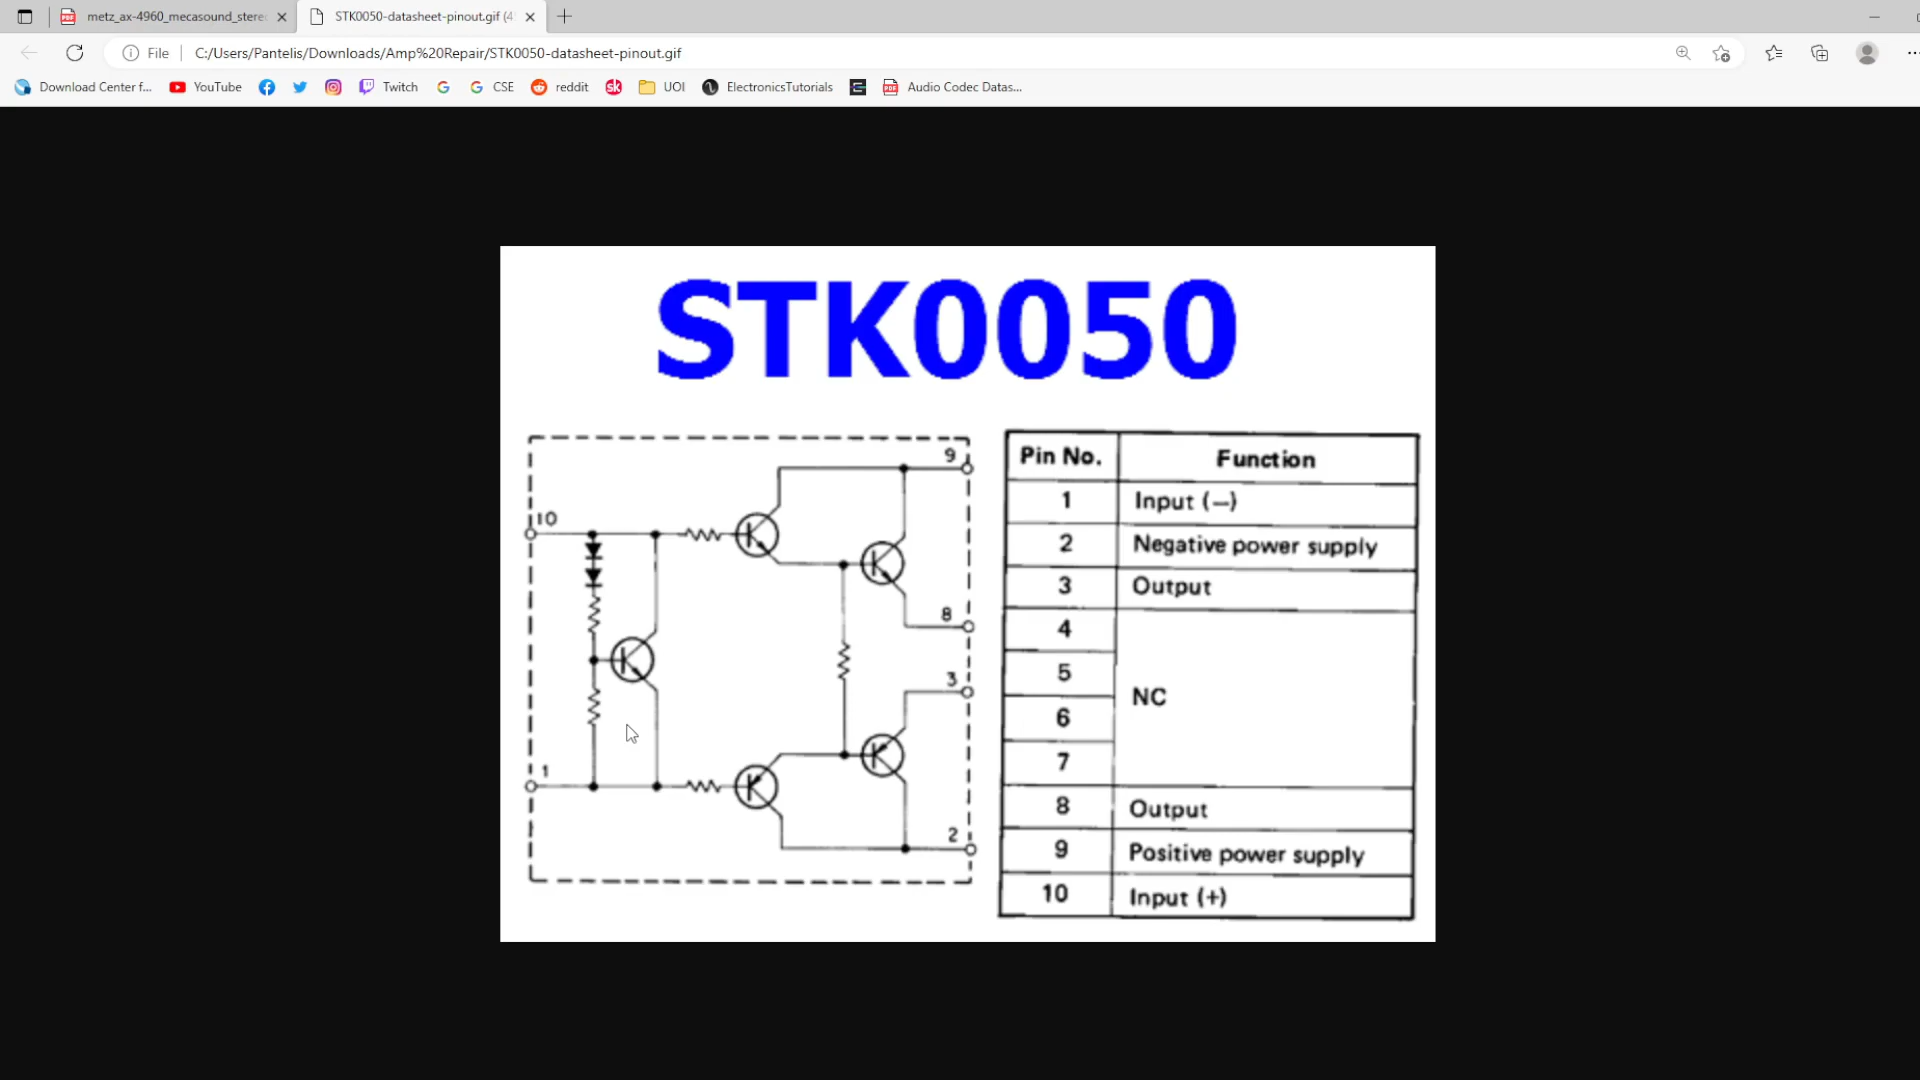 metz_ax-4960_mecasound_stere
STK0050-datasheet-pinout.gif (4
File
C:/Users/Pantelis/Downloads/Amp%20Repair/STK0050-datasheet-pinout.gif
Download Center f...
YouTube
Twitch
CSE
reddit
sk
UOI
ElectronicsTutorials
Audio Codec Datas...
STK0050
9
10
8
3
1
2
Pin No. Function
1 Input (−)
2 Negative power supply
3 Output
4
5
6
7
NC
8 Output
9 Positive power supply
10 Input (+)